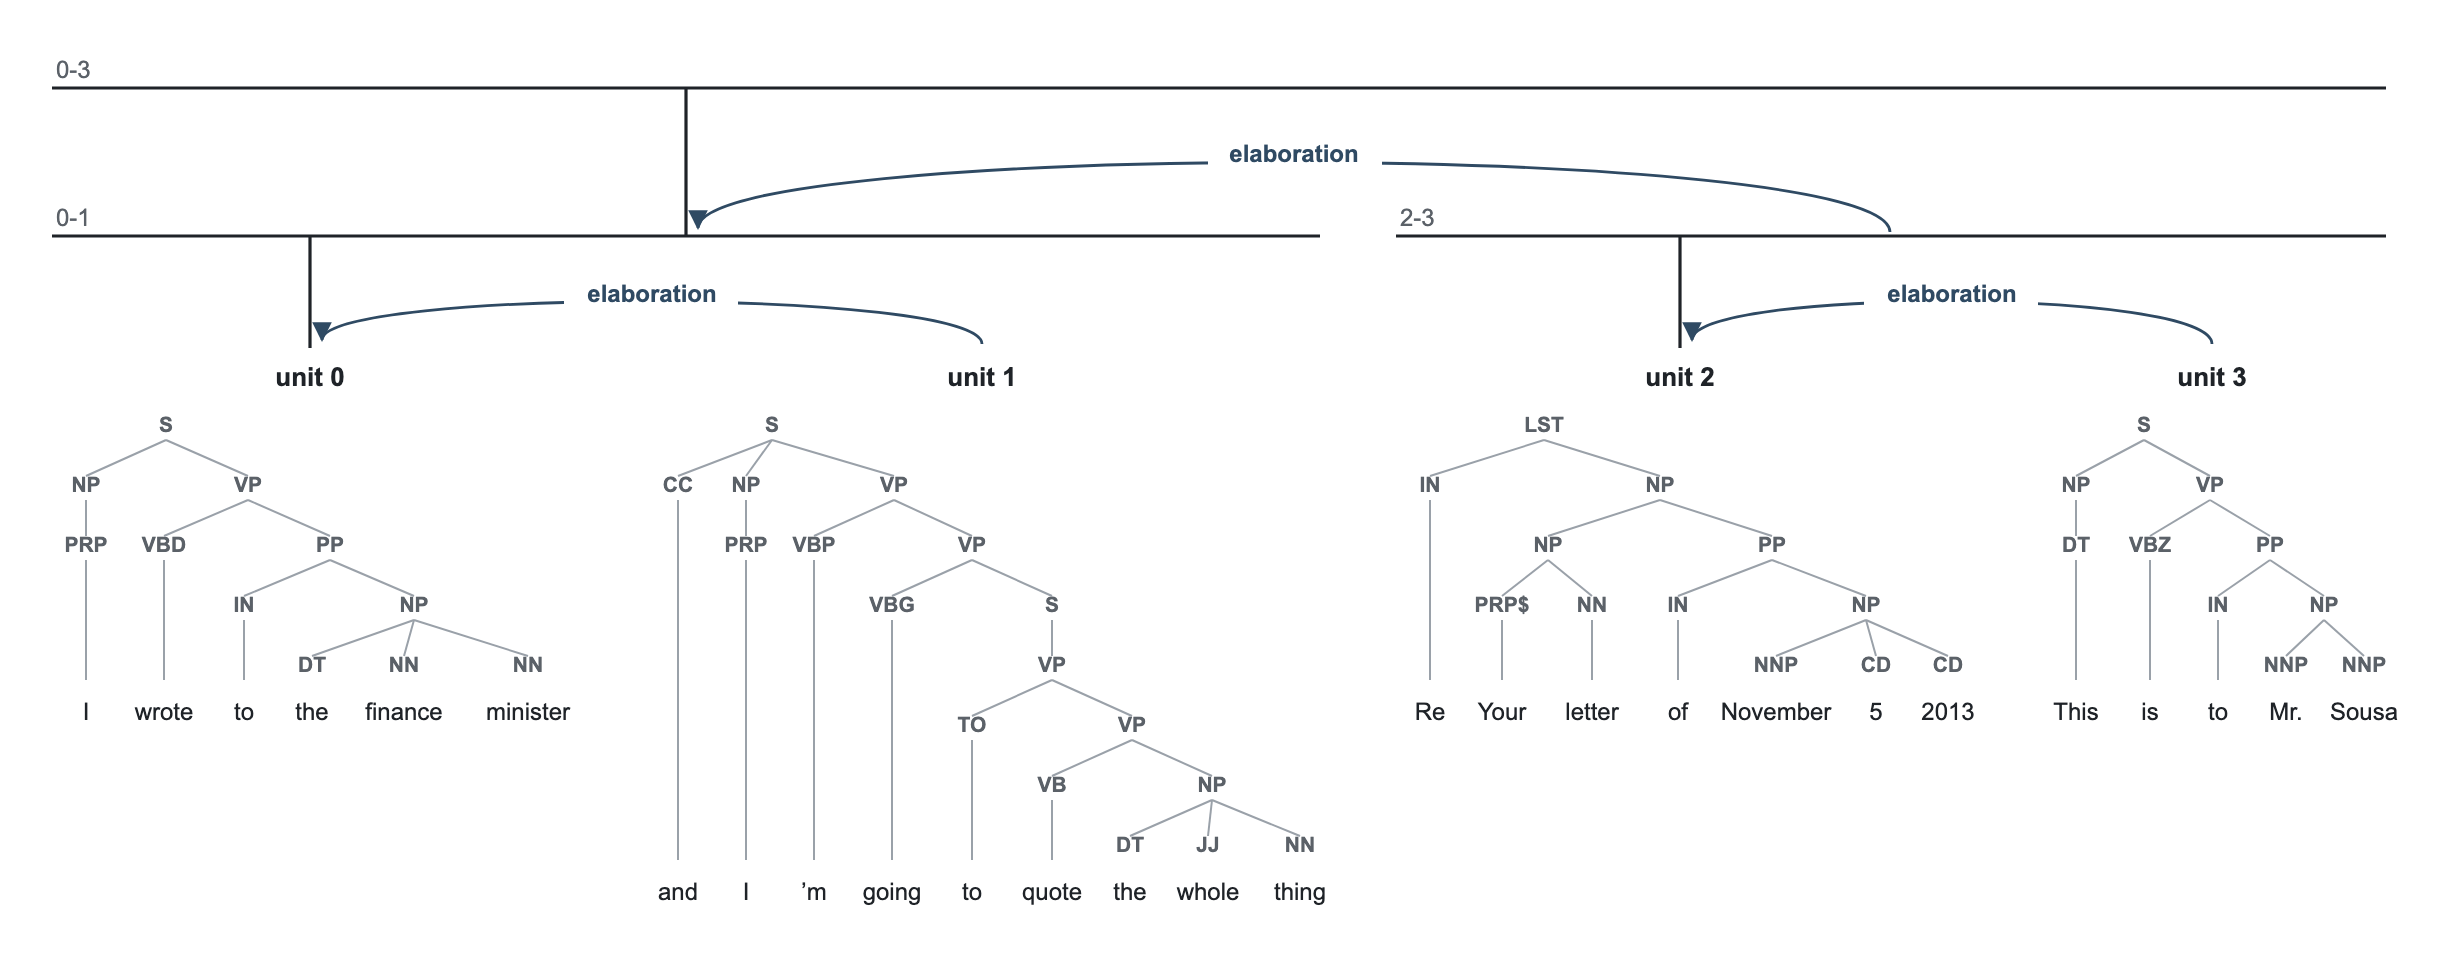 0-3
elaboration
0-1 2-3
elaboration elaboration
unit 0 unit 1 unit 2 unit 3
S S LST S
NP VP CC NP VP IN NP NP VP
PRP VBD PP PRP VBP VP NP PP DT VBZ PP
IN NP VBG S PRP$ NN IN NP IN NP
DT NN NN VP NNP CD CD NNP NNP
I wrote to the finance minister Re Your letter of November 5 2013 This is to Mr. Sousa
TO VP
VB NP
DT JJ NN
and I ’m going to quote the whole thing